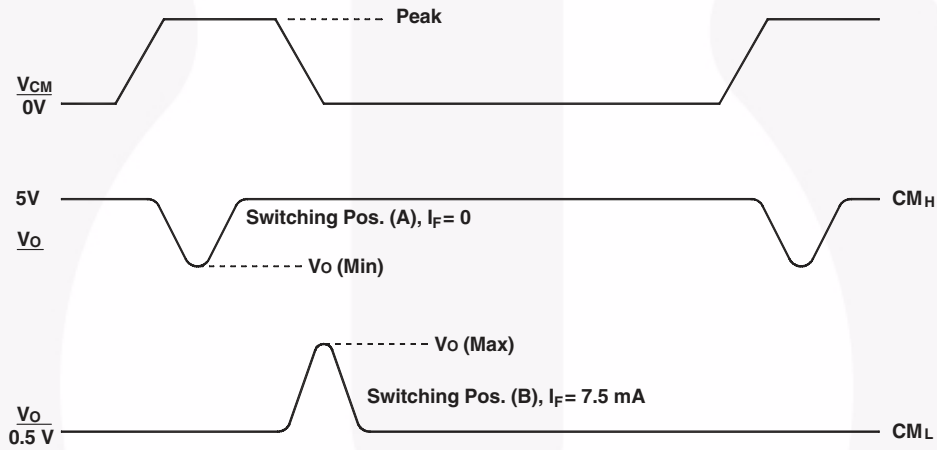 Peak
VCM
0V
5V
CMH
Switching Pos. (A), IF = 0
VO
VO (Min)
VO (Max)
Switching Pos. (B), IF = 7.5 mA
VO
0.5 V
CML